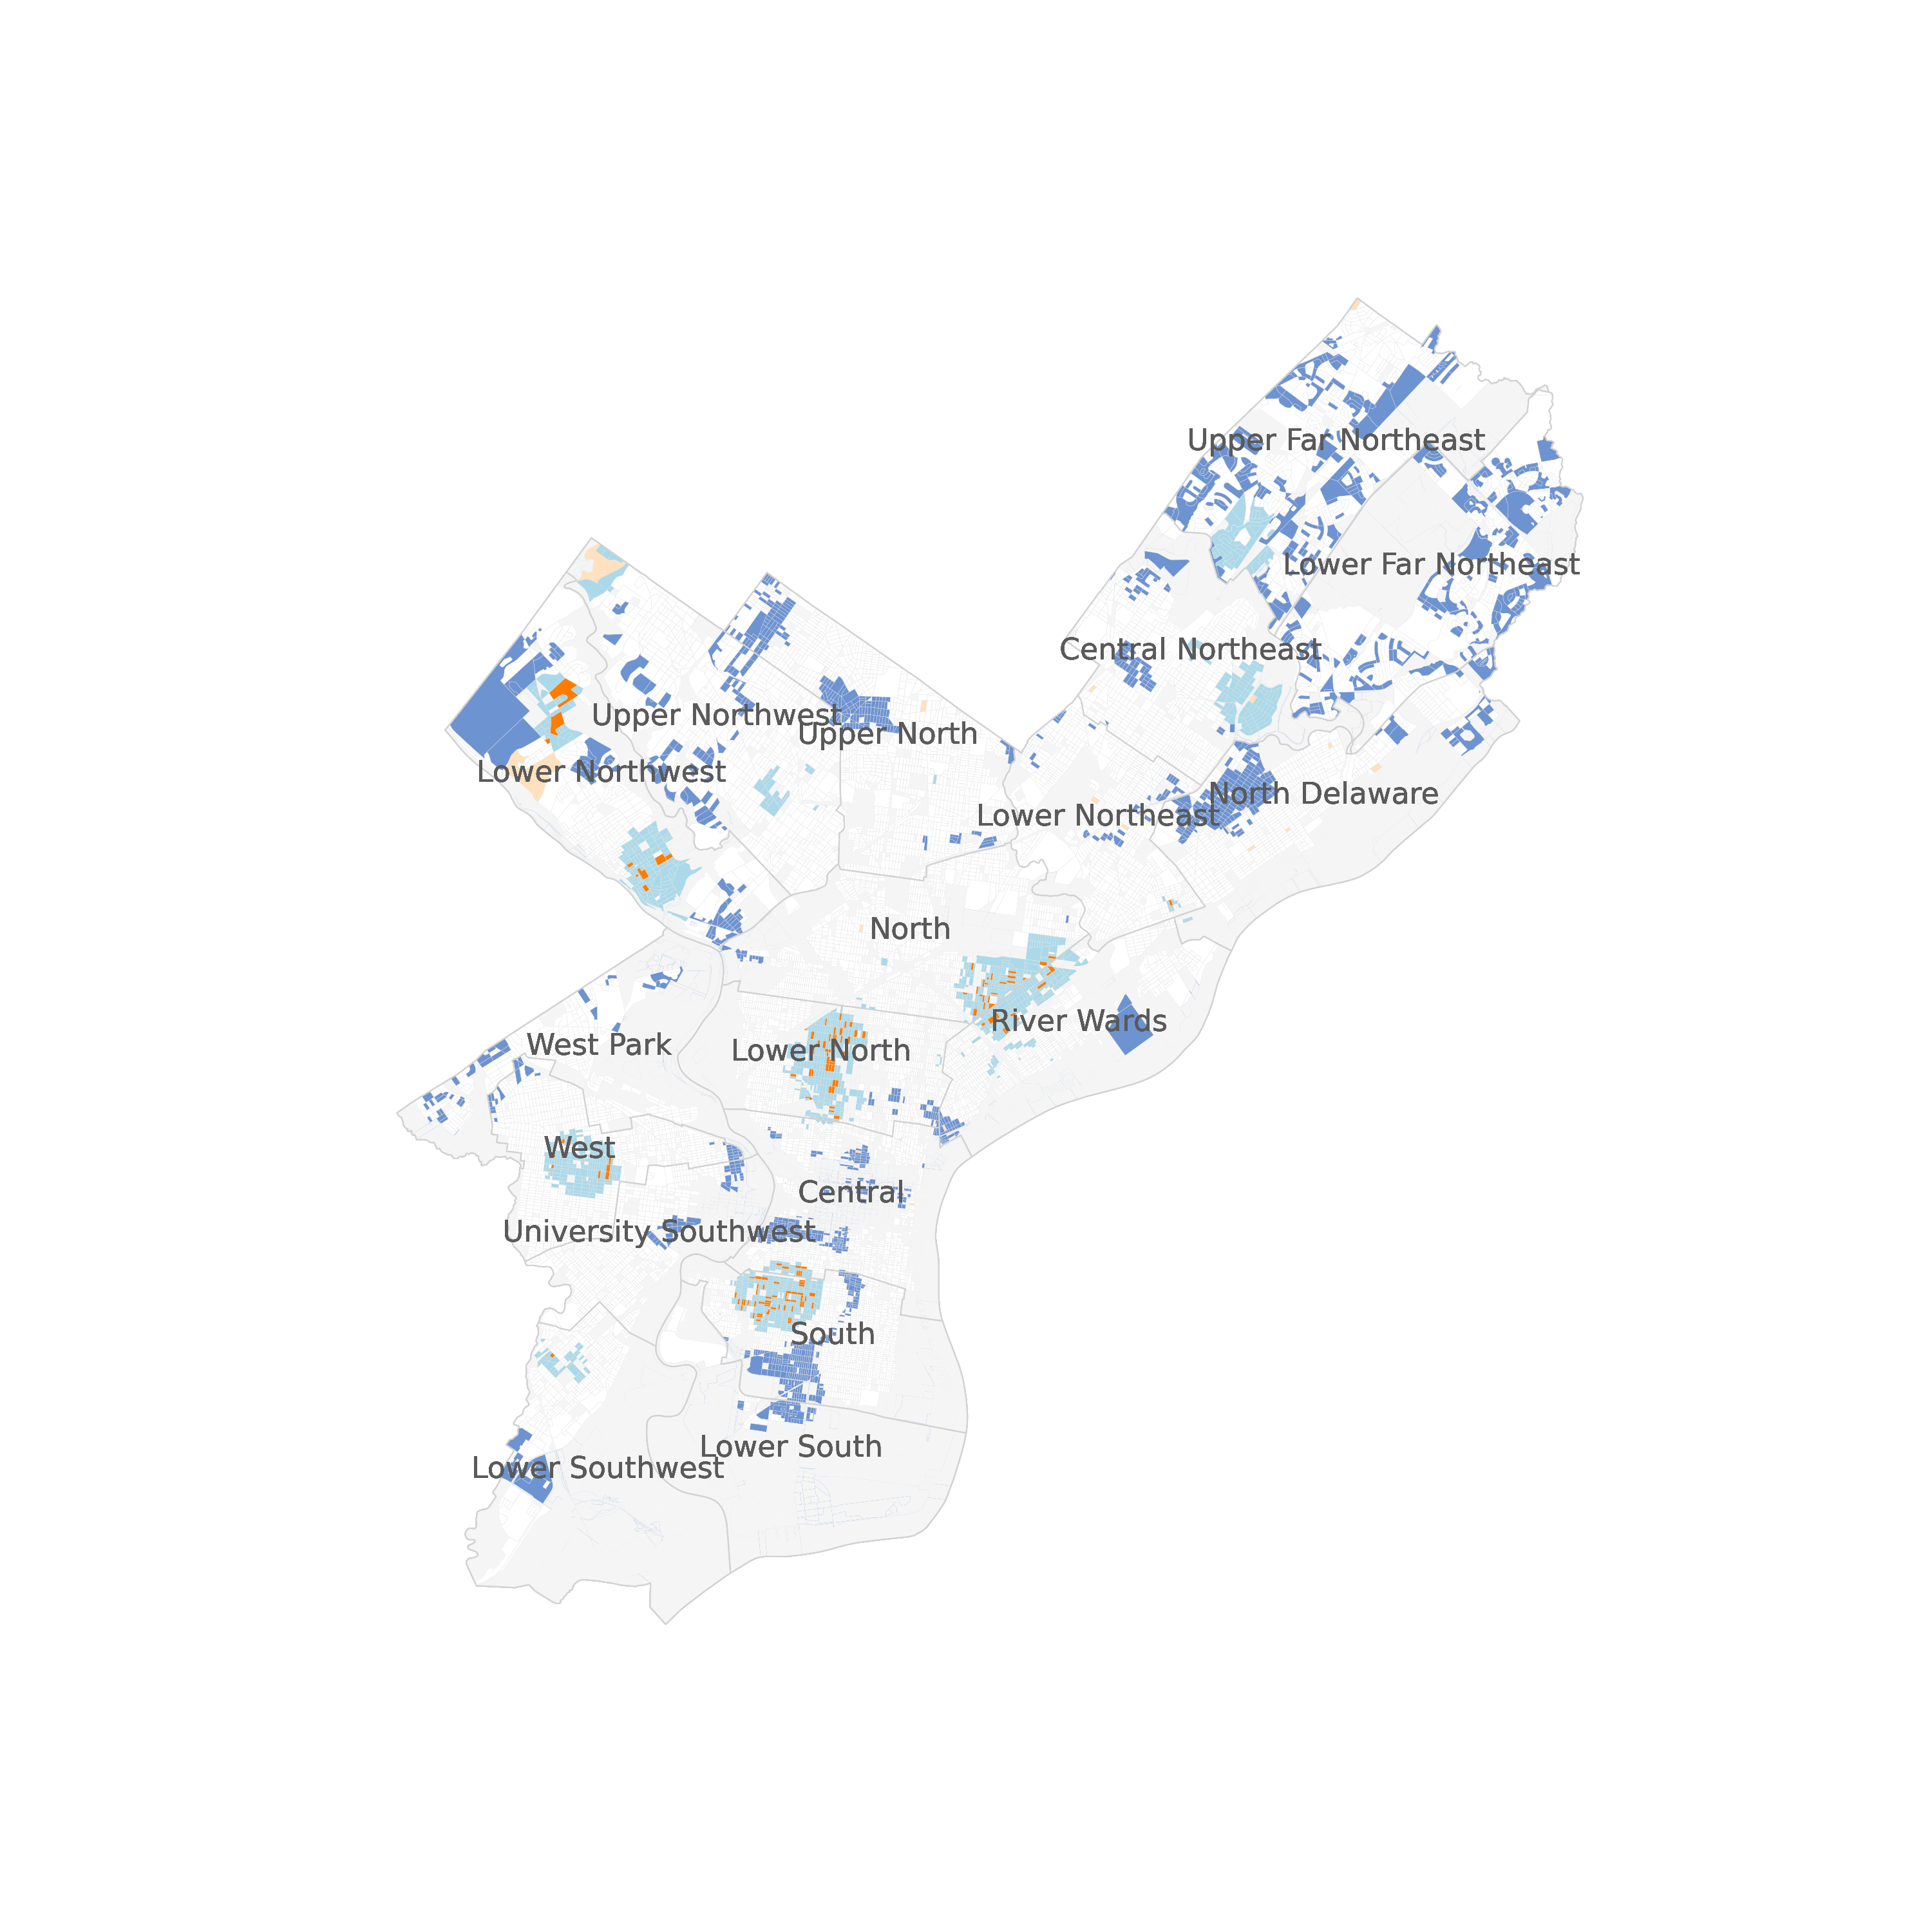 Upper Far Northeast
Lower Far Northeast
Central Northeast
Upper Northwest
Upper North
Lower Northwest
North Delaware
Lower Northeast
North
River Wards
West Park
Lower North
West
Central
University Southwest
South
Lower South
Lower Southwest